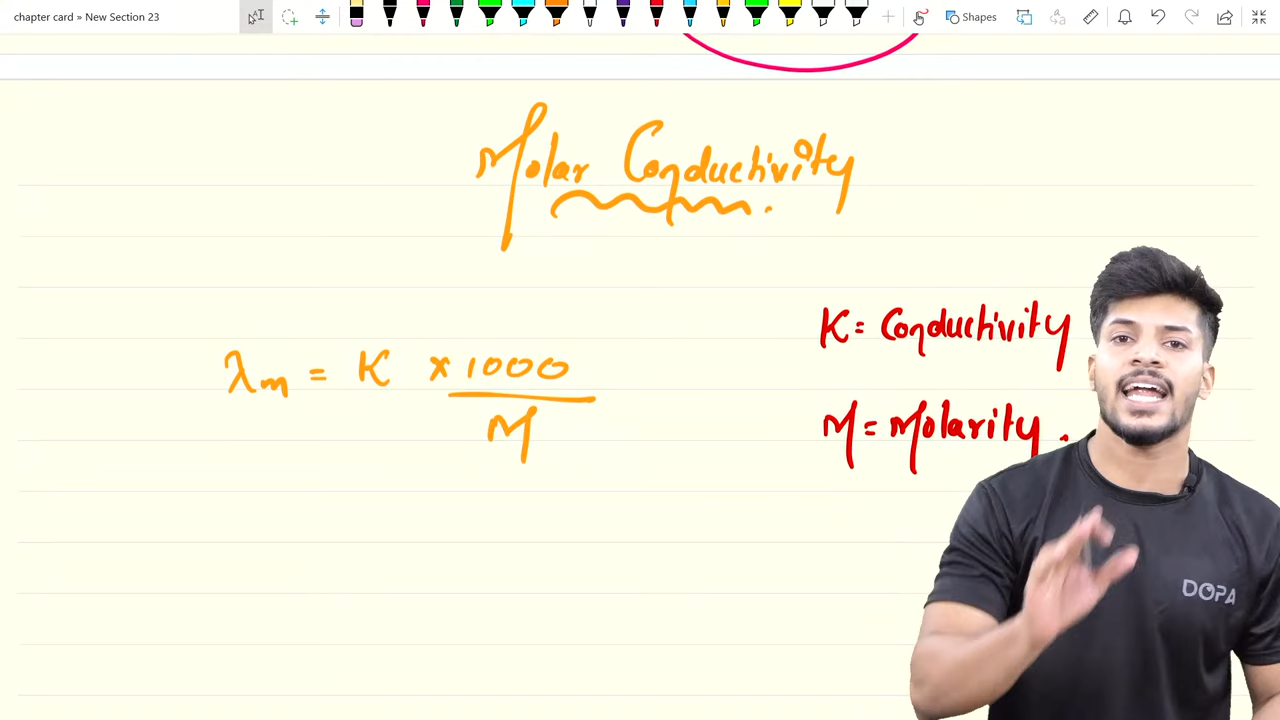 chapter card » New Section 23
Shapes
Molar Conductivity
K = Conductivity
λm = K × 1000
M
M = Molarity.
DOPA